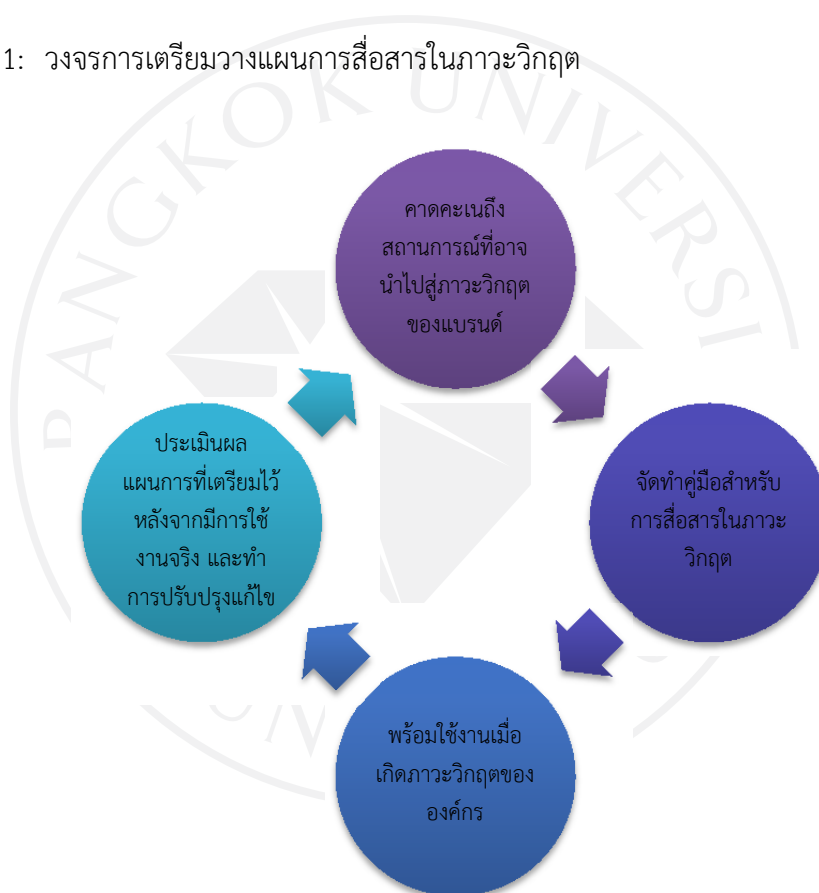 1: วงจรการเตรียมวางแผนการสื่อสารในภาวะวิกฤต
คาดคะเนถึง
สถานการณ์ที่อาจ
นำไปสู่ภาวะวิกฤต
ของแบรนด์
จัดทำคู่มือสำหรับ
การสื่อสารในภาวะ
วิกฤต
พร้อมใช้งานเมื่อ
เกิดภาวะวิกฤตของ
องค์กร
ประเมินผล
แผนการที่เตรียมไว้
หลังจากมีการใช้
งานจริง และทำ
การปรับปรุงแก้ไข